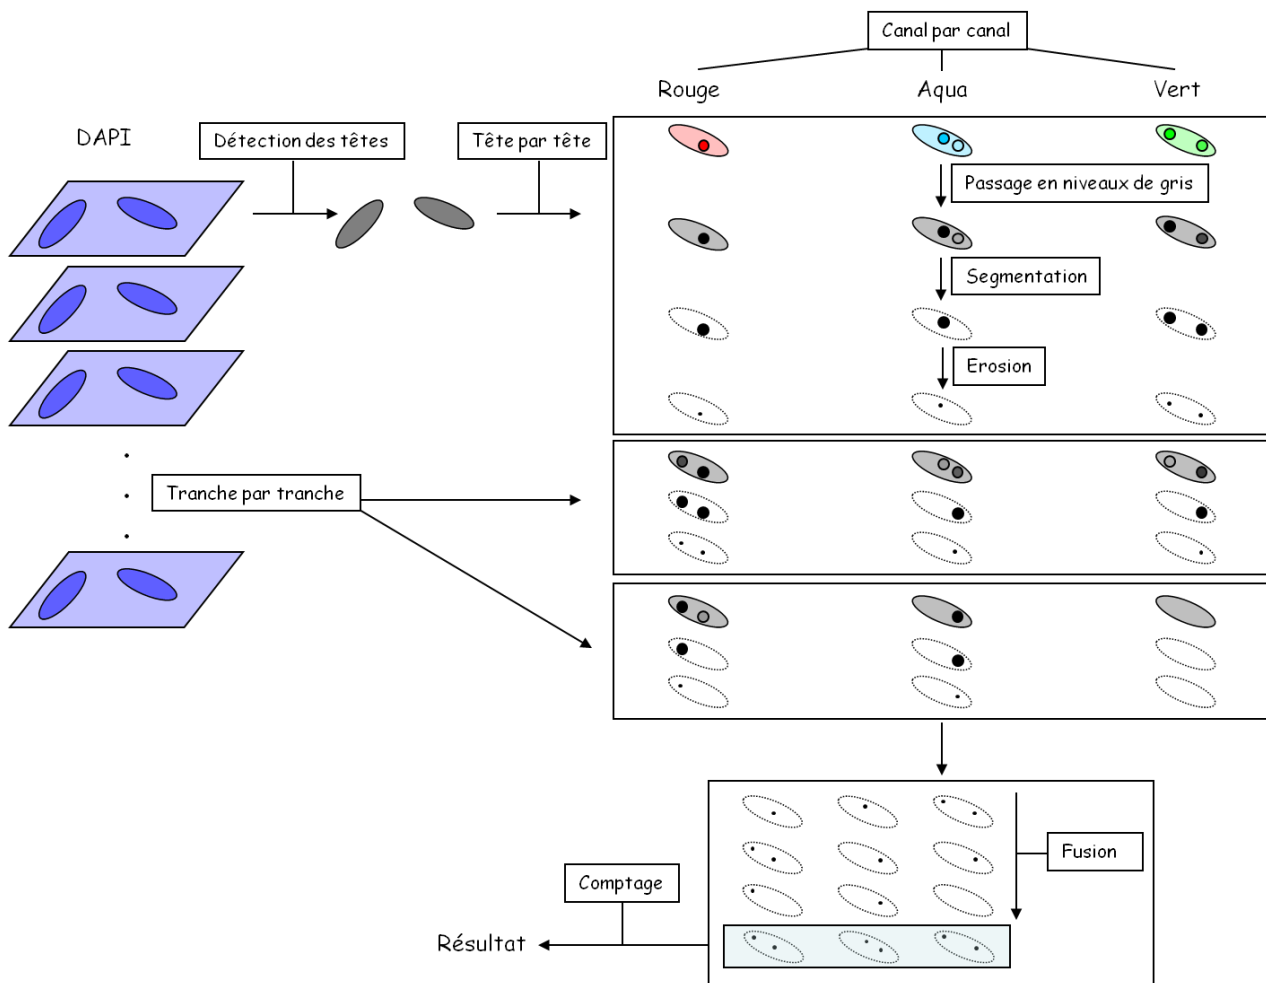 Canal par canal
Rouge
Aqua
Vert
DAPI
Détection des têtes
Tête par tête
Passage en niveaux de gris
Segmentation
Erosion
Tranche par tranche
Fusion
Comptage
Résultat